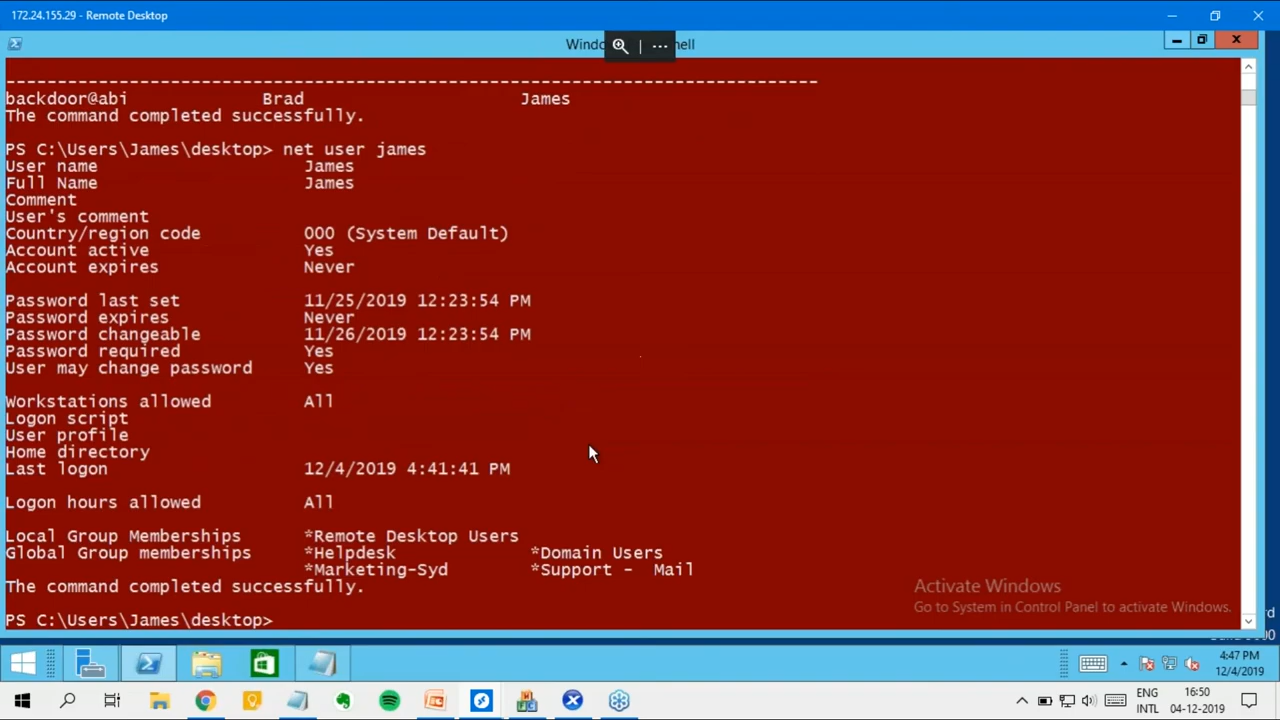 172.24.155.29 - Remote Desktop
Windo
ell
--------------------------------------------------------------------------------
backdoor@abi Brad James
The command completed successfully.
PS C:\Users\James\desktop> net user james
User name James
Full Name James
Comment
User's comment
Country/region code 000 (System Default)
Account active Yes
Account expires Never
Password last set 11/25/2019 12:23:54 PM
Password expires Never
Password changeable 11/26/2019 12:23:54 PM
Password required Yes
User may change password Yes
Workstations allowed All
Logon script
User profile
Home directory
Last logon 12/4/2019 4:41:41 PM
Logon hours allowed All
Local Group Memberships *Remote Desktop Users
Global Group memberships *Helpdesk *Domain Users
*Marketing-Syd *Support - Mail
The command completed successfully.
PS C:\Users\James\desktop>
Activate Windows
Go to System in Control Panel to activate Windows.
rd
4:47 PM
12/4/2019
ENG
INTL
16:50
04-12-2019